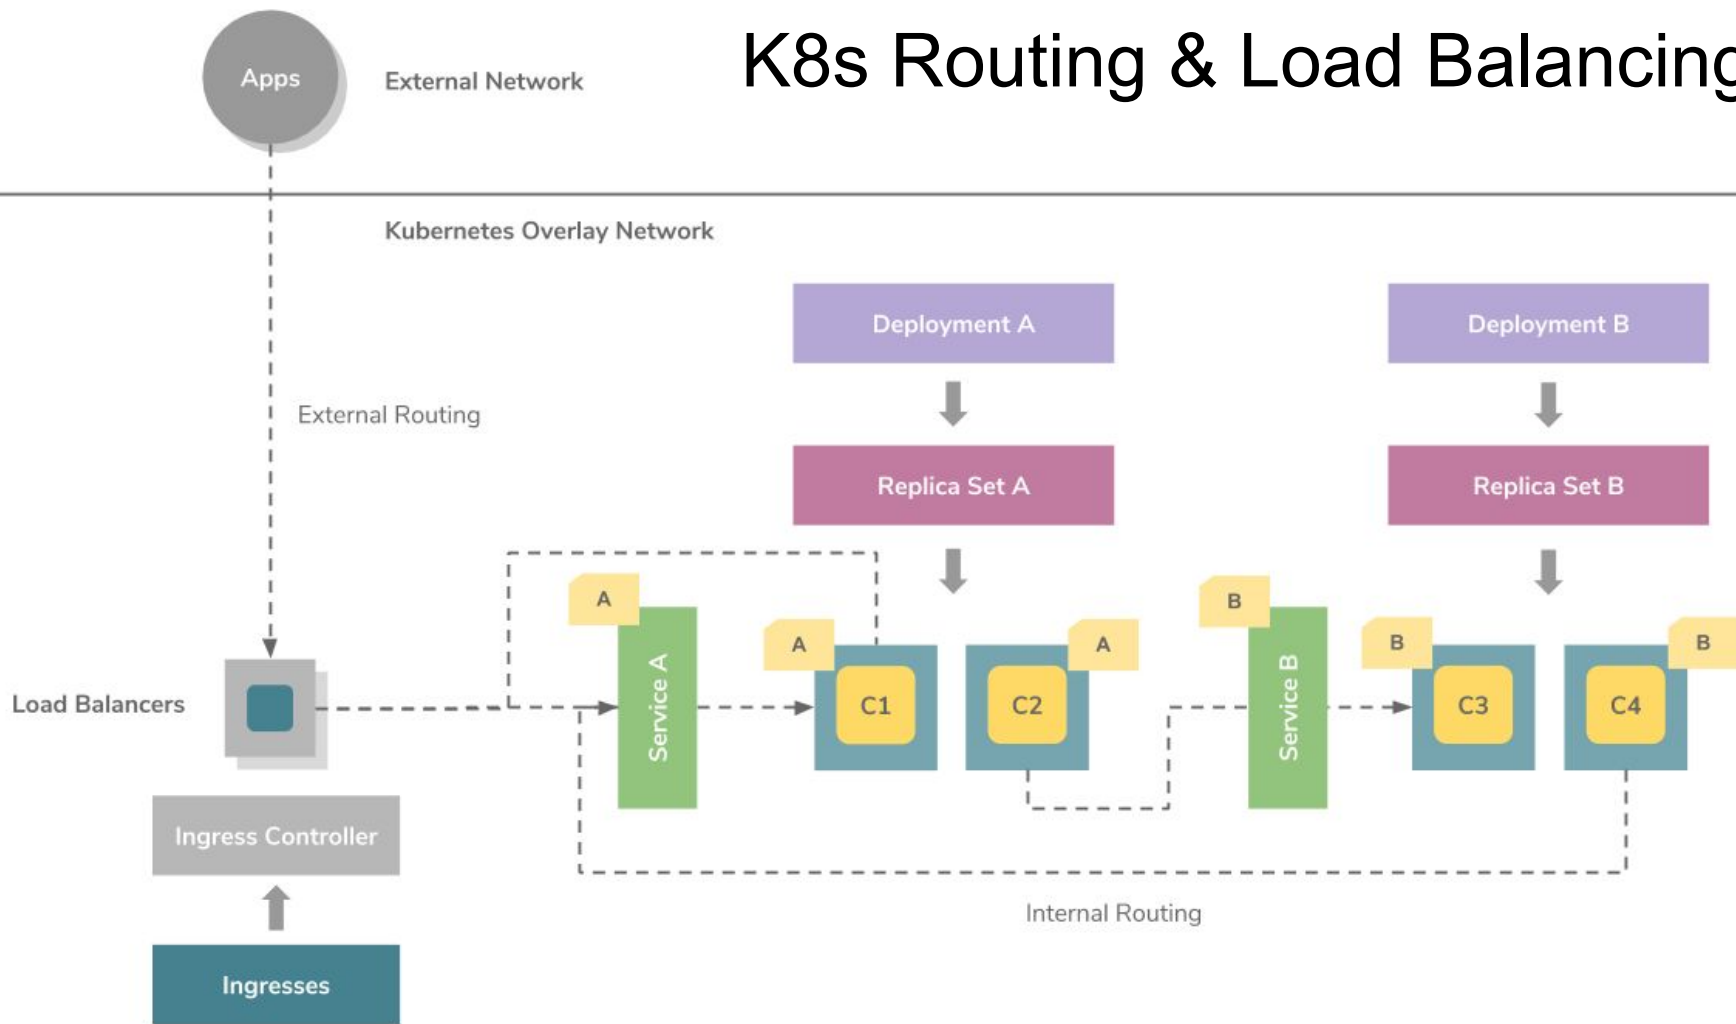 K8s Routing & Load Balancing
Apps
External Network
Kubernetes Overlay Network
Deployment A
Deployment B
External Routing
Replica Set A
Replica Set B
A
B
A
A
B
B
Service A
C1
C2
Service B
C3
C4
Load Balancers
Ingress Controller
Internal Routing
Ingresses